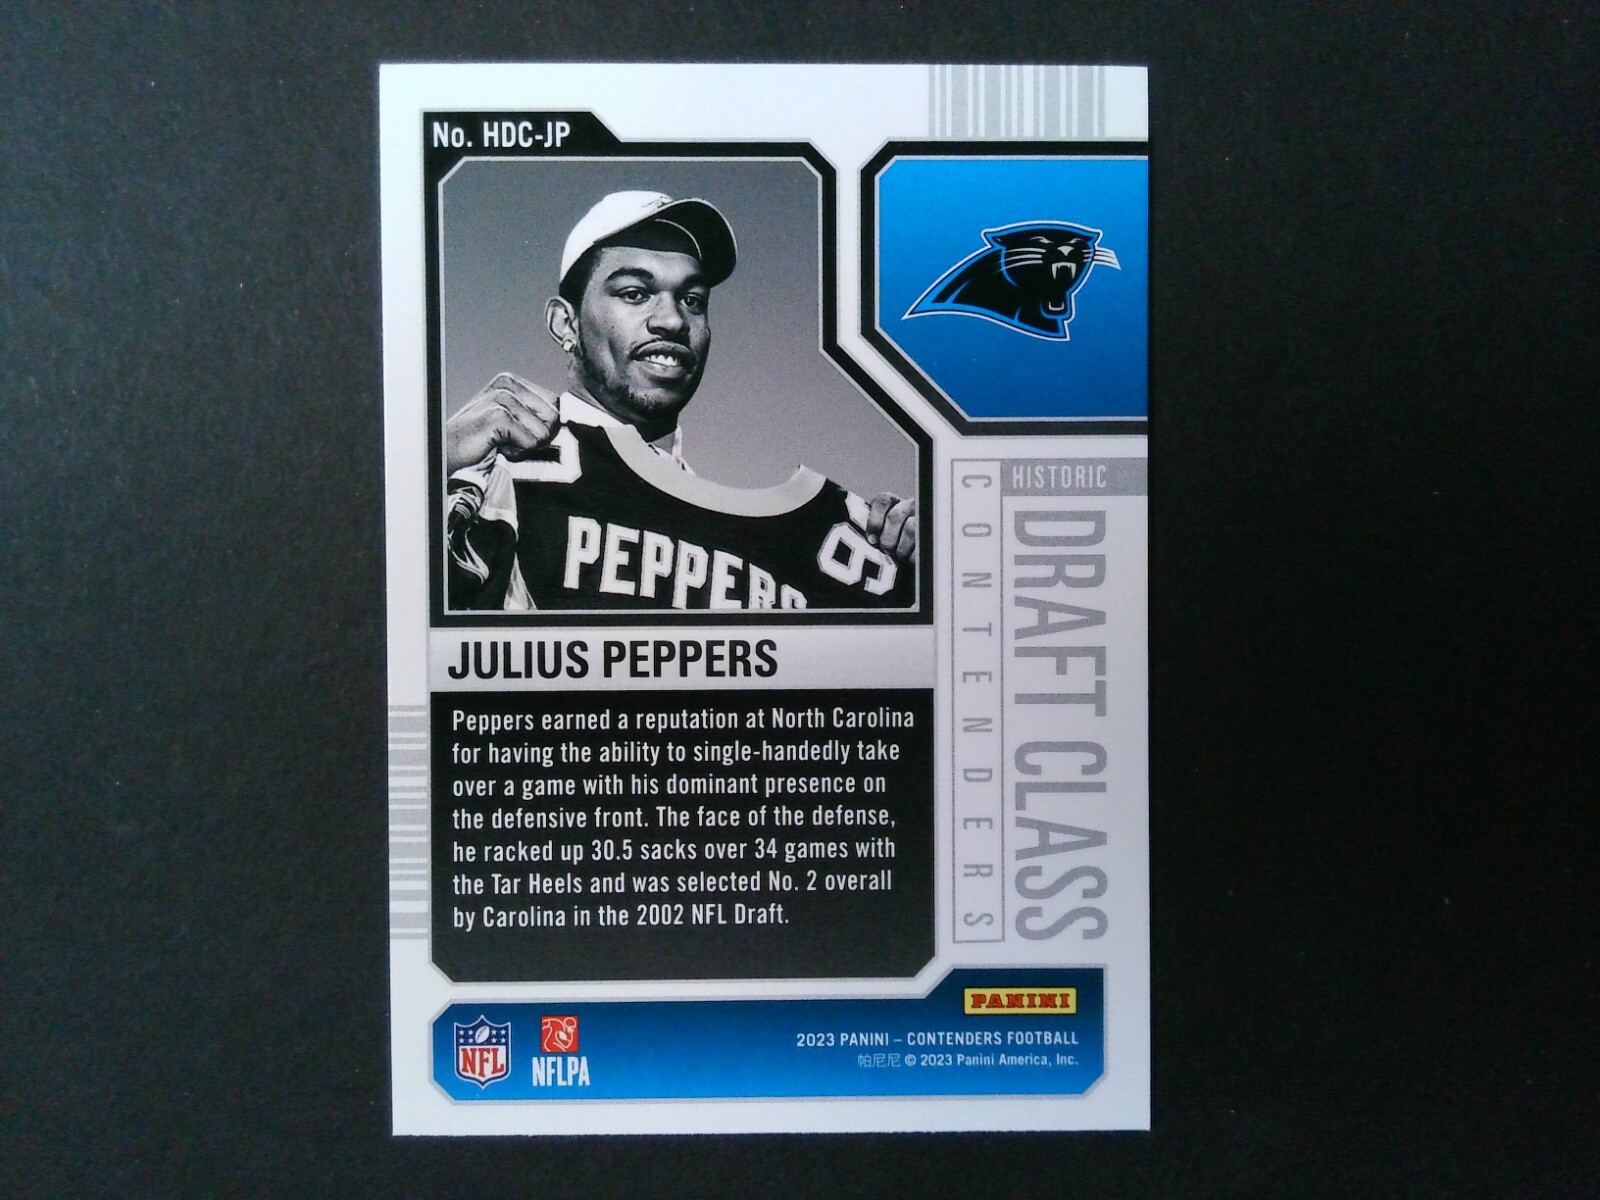 No. HDC-JP
PEPPERS
9
JULIUS PEPPERS
Peppers earned a reputation at North Carolina
for having the ability to single-handedly take
over a game with his dominant presence on
the defensive front. The face of the defense,
he racked up 30.5 sacks over 34 games with
the Tar Heels and was selected No. 2 overall
by Carolina in the 2002 NFL Draft.
HISTORIC
DRAFT CLASS
CONTENDERS
PANINI
2023 PANINI – CONTENDERS FOOTBALL
帕尼尼 © 2023 Panini America, Inc.
NFL
NFLPA